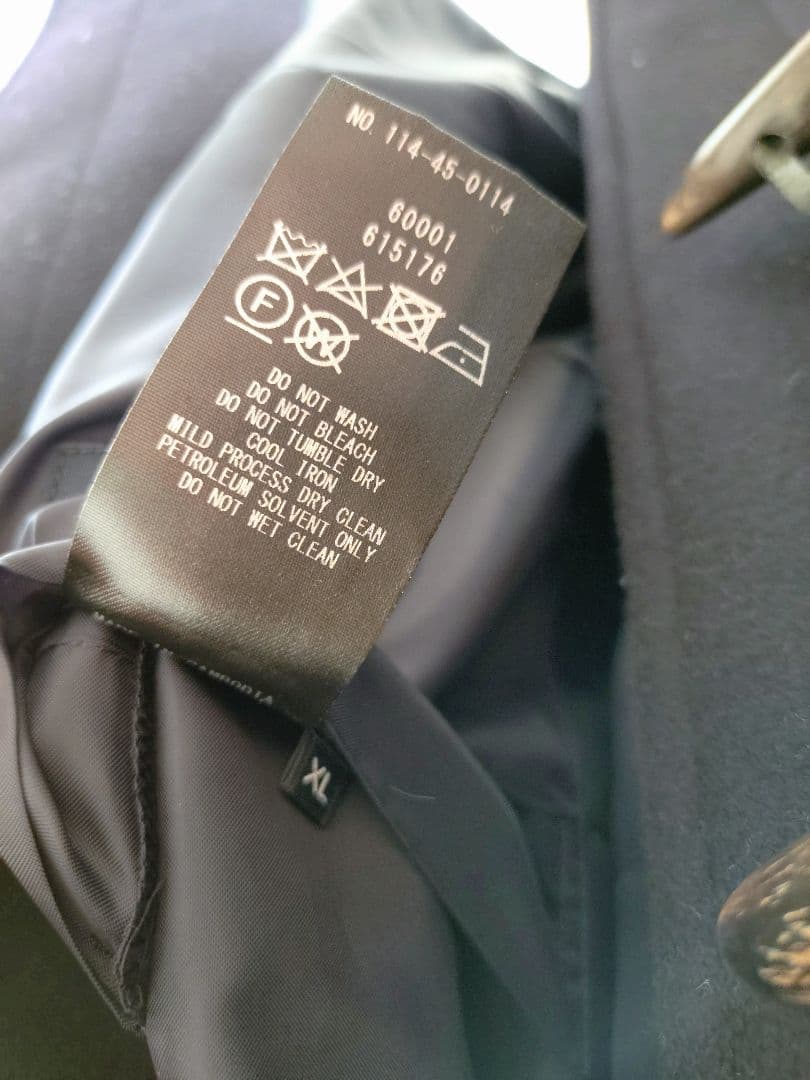 NO. 114-45-0114
60001
615176
F
W
DO NOT WASH
DO NOT BLEACH
DO NOT TUMBLE DRY
COOL IRON
MILD PROCESS DRY CLEAN
PETROLEUM SOLVENT ONLY
DO NOT WET CLEAN
CAMBODIA
XL